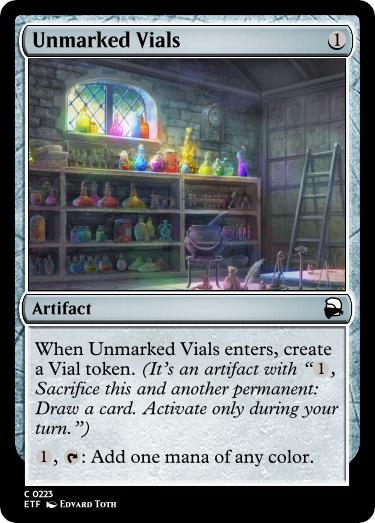 Unmarked Vials 1
Artifact
When Unmarked Vials enters, create
a Vial token. (It's an artifact with “1,
Sacrifice this and another permanent:
Draw a card. Activate only during your
turn.”)
1, : Add one mana of any color.
C 0223
ETF Edvard Toth